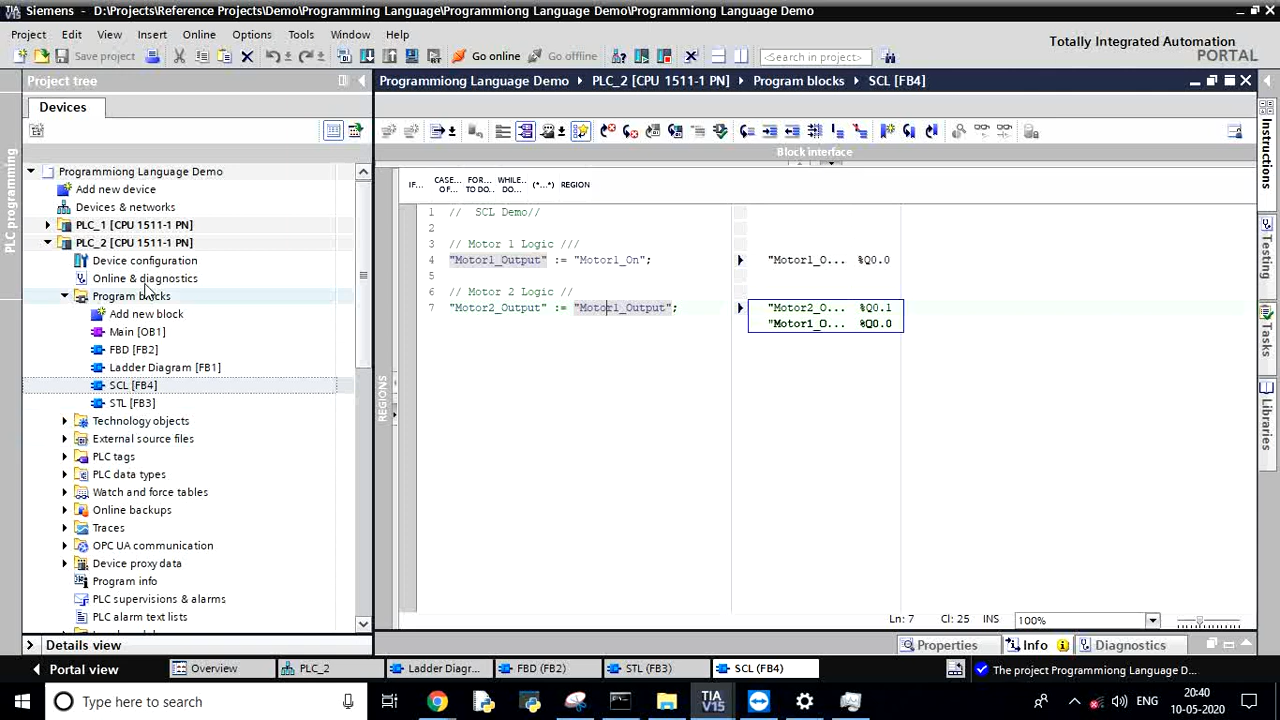 Siemens - D:\Projects\Reference Projects\Demo\Programming Language\Programmiong Language Demo\Programmiong Language Demo
TIA
V15
Project Edit View Insert Online Options Tools Window Help
Totally Integrated Automation
PORTAL
Save project
Go online
Go offline
<Search in project>
Project tree
Programmiong Language Demo PLC_2 [CPU 1511-1 PN] Program blocks SCL [FB4]
Devices
PLC programming
Block interface
Programmiong Language Demo
Add new device
Devices & networks
PLC_1 [CPU 1511-1 PN]
PLC_2 [CPU 1511-1 PN]
Device configuration
Online & diagnostics
Program blocks
Add new block
Main [OB1]
FBD [FB2]
Ladder Diagram [FB1]
SCL [FB4]
STL [FB3]
Technology objects
External source files
PLC tags
PLC data types
Watch and force tables
Online backups
Traces
OPC UA communication
Device proxy data
Program info
PLC supervisions & alarms
PLC alarm text lists
Details view
IF... CASE... FOR... WHILE.. (*...*) REGION
OF... TO DO.. DO...
1 // SCL Demo//
2
3 // Motor 1 Logic ///
4 "Motor1_Output" := "Motor1_On"; "Motor1_O... %Q0.0
5
6 // Motor 2 Logic //
7 "Motor2_Output" := "Motor1_Output"; "Motor2_O... %Q0.1
"Motor1_O... %Q0.0
REGIONS
Instructions
Testing
Tasks
Libraries
Ln: 7 Cl: 25 INS 100%
Properties Info Diagnostics
Portal view Overview PLC_2 Ladder Diagr... FBD (FB2) STL (FB3) SCL (FB4) The project Programmiong Language D...
Type here to search
TIA
V15
ENG
20:40
10-05-2020